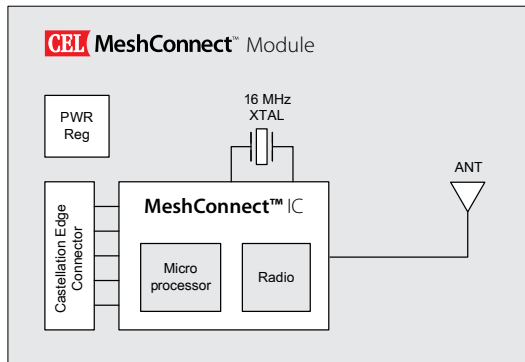 CEL MeshConnect™ Module
PWR
Reg
16 MHz
XTAL
ANT
Castellation Edge
Connector
MeshConnect™ IC
Micro
processor
Radio